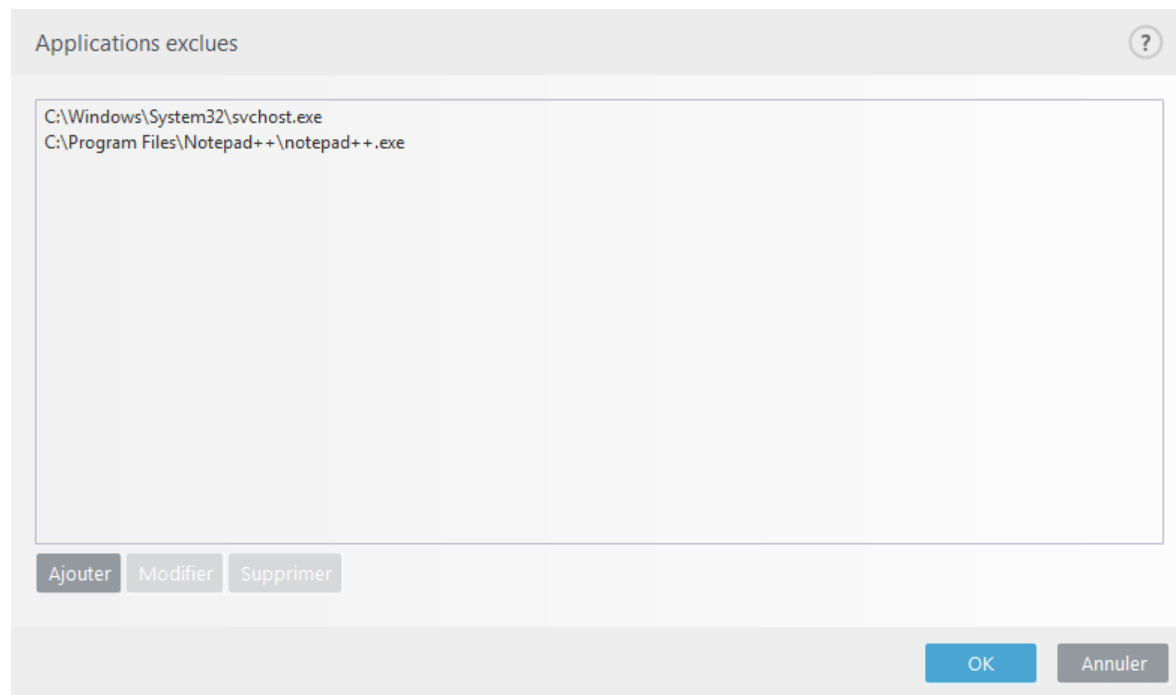 Applications exclues
?
C:\Windows\System32\svchost.exe
C:\Program Files\Notepad++\notepad++.exe
Ajouter Modifier Supprimer
OK Annuler